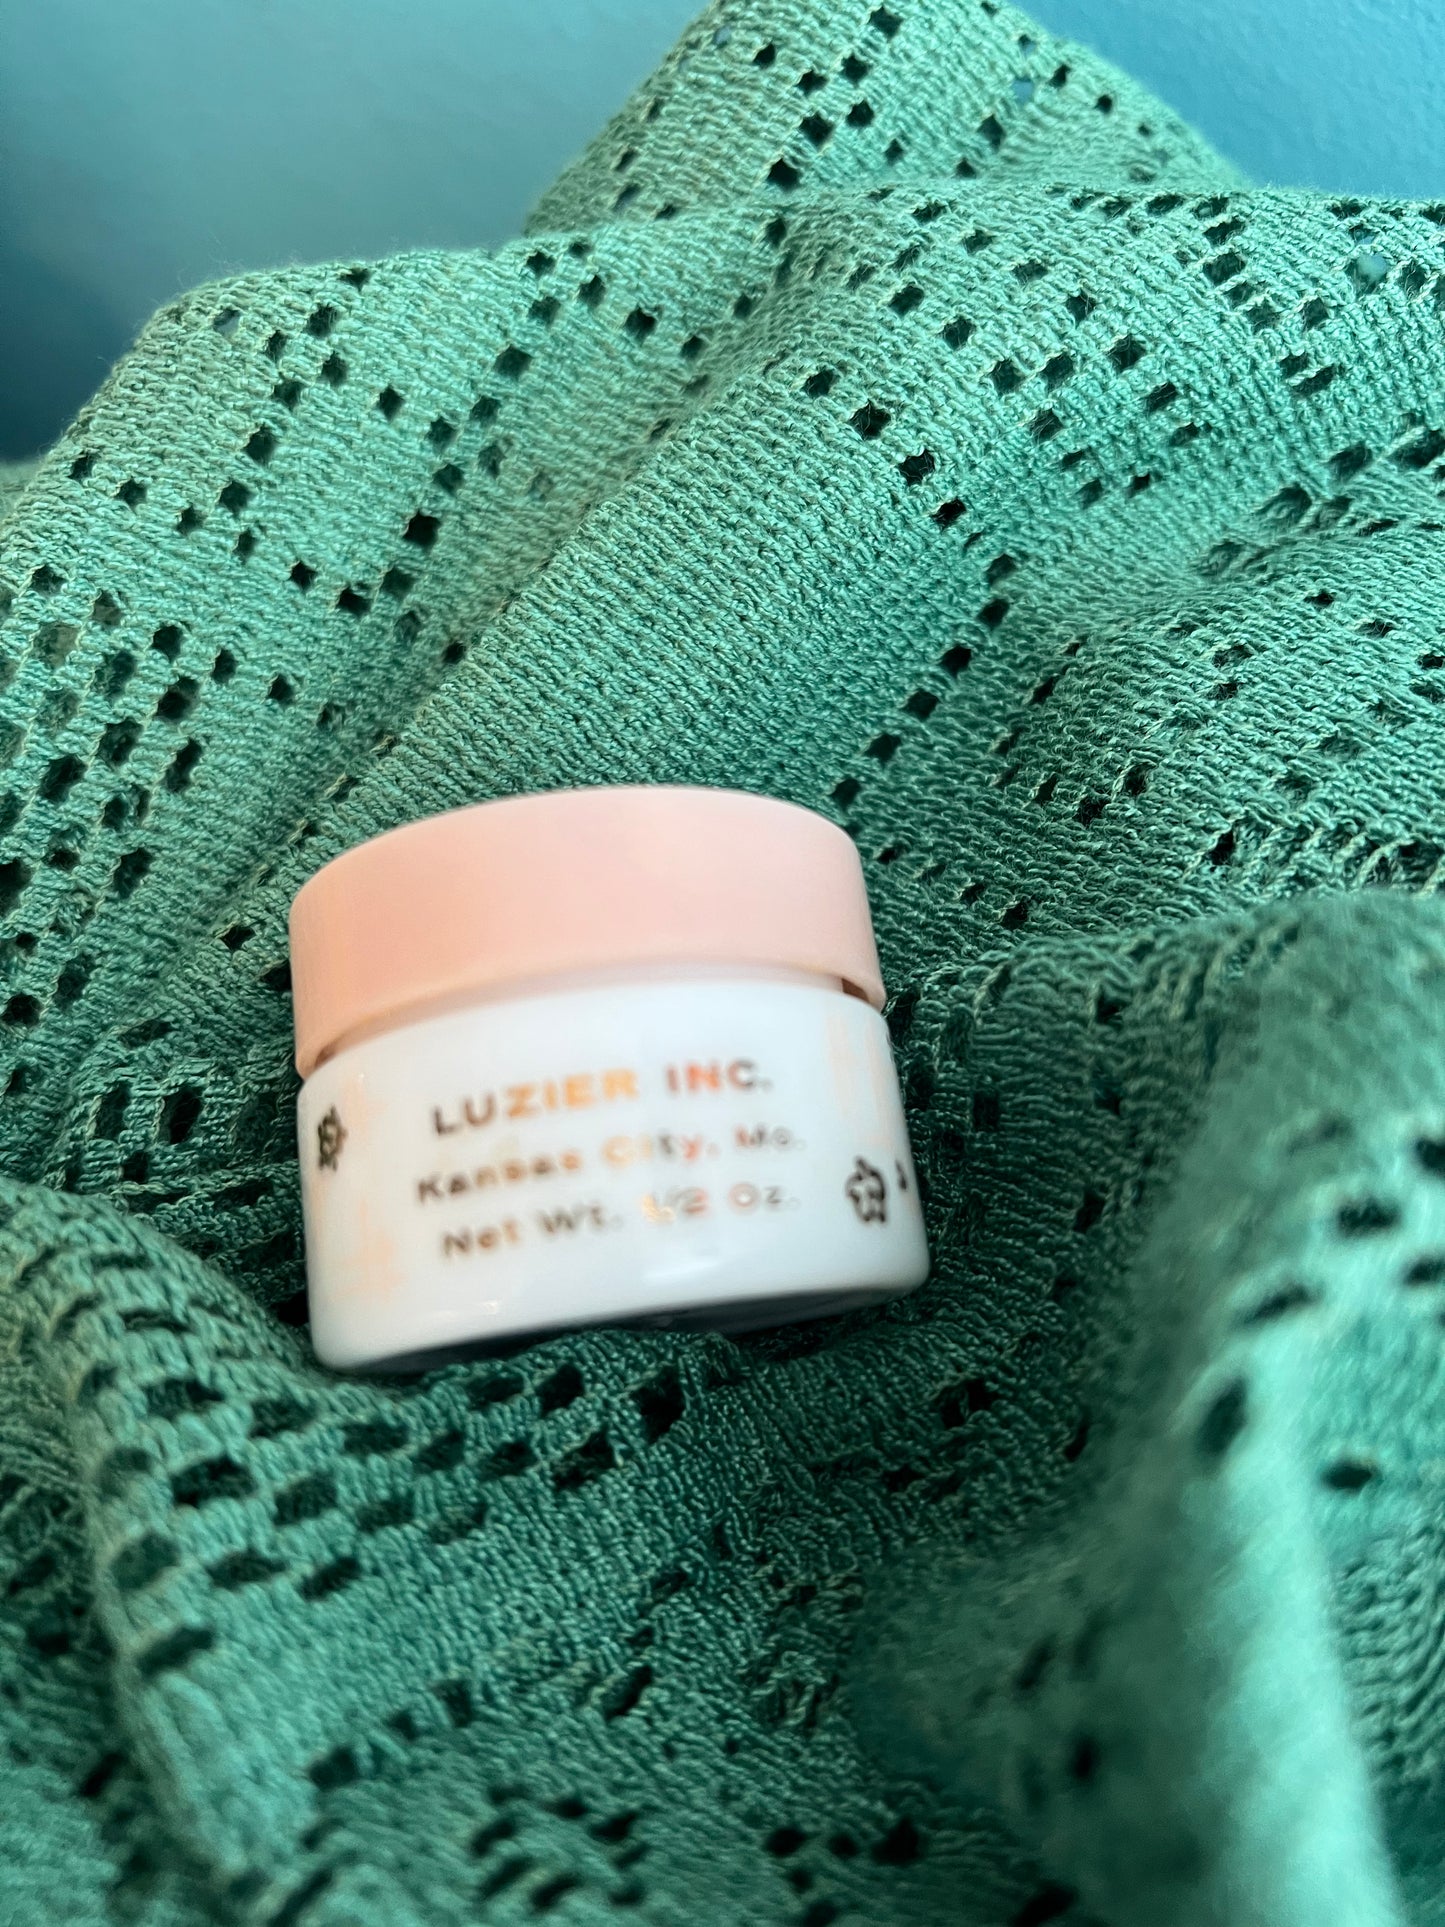 LUZIER INC.
Kansas City, Mo.
Net Wt. 1/2 Oz.